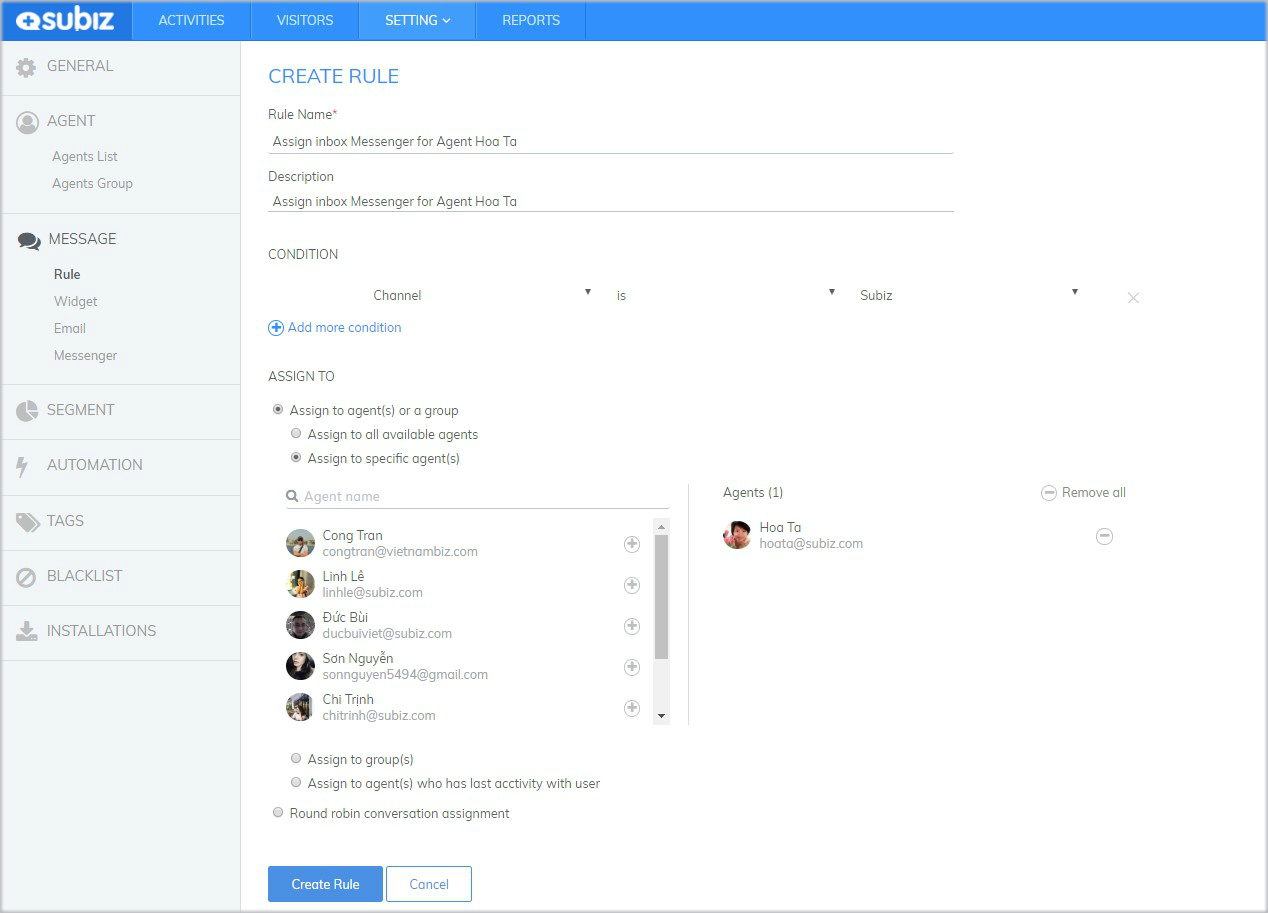 subiz
ACTIVITIES
VISITORS
SETTING
REPORTS
GENERAL
AGENT
Agents List
Agents Group
MESSAGE
Rule
Widget
Email
Messenger
SEGMENT
AUTOMATION
TAGS
BLACKLIST
INSTALLATIONS
CREATE RULE
Rule Name*
Assign inbox Messenger for Agent Hoa Ta
Description
Assign inbox Messenger for Agent Hoa Ta
CONDITION
Channel is Subiz
Add more condition
ASSIGN TO
Assign to agent(s) or a group
Assign to all available agents
Assign to specific agent(s)
Agent name
Cong Tran
congtran@vietnambiz.com
Linh Lê
linhle@subiz.com
Đức Bùi
ducbuiviet@subiz.com
Sơn Nguyễn
sonnguyen5494@gmail.com
Chi Trịnh
chitrinh@subiz.com
Agents (1)
Remove all
Hoa Ta
hoata@subiz.com
Assign to group(s)
Assign to agent(s) who has last acctivity with user
Round robin conversation assignment
Create Rule
Cancel